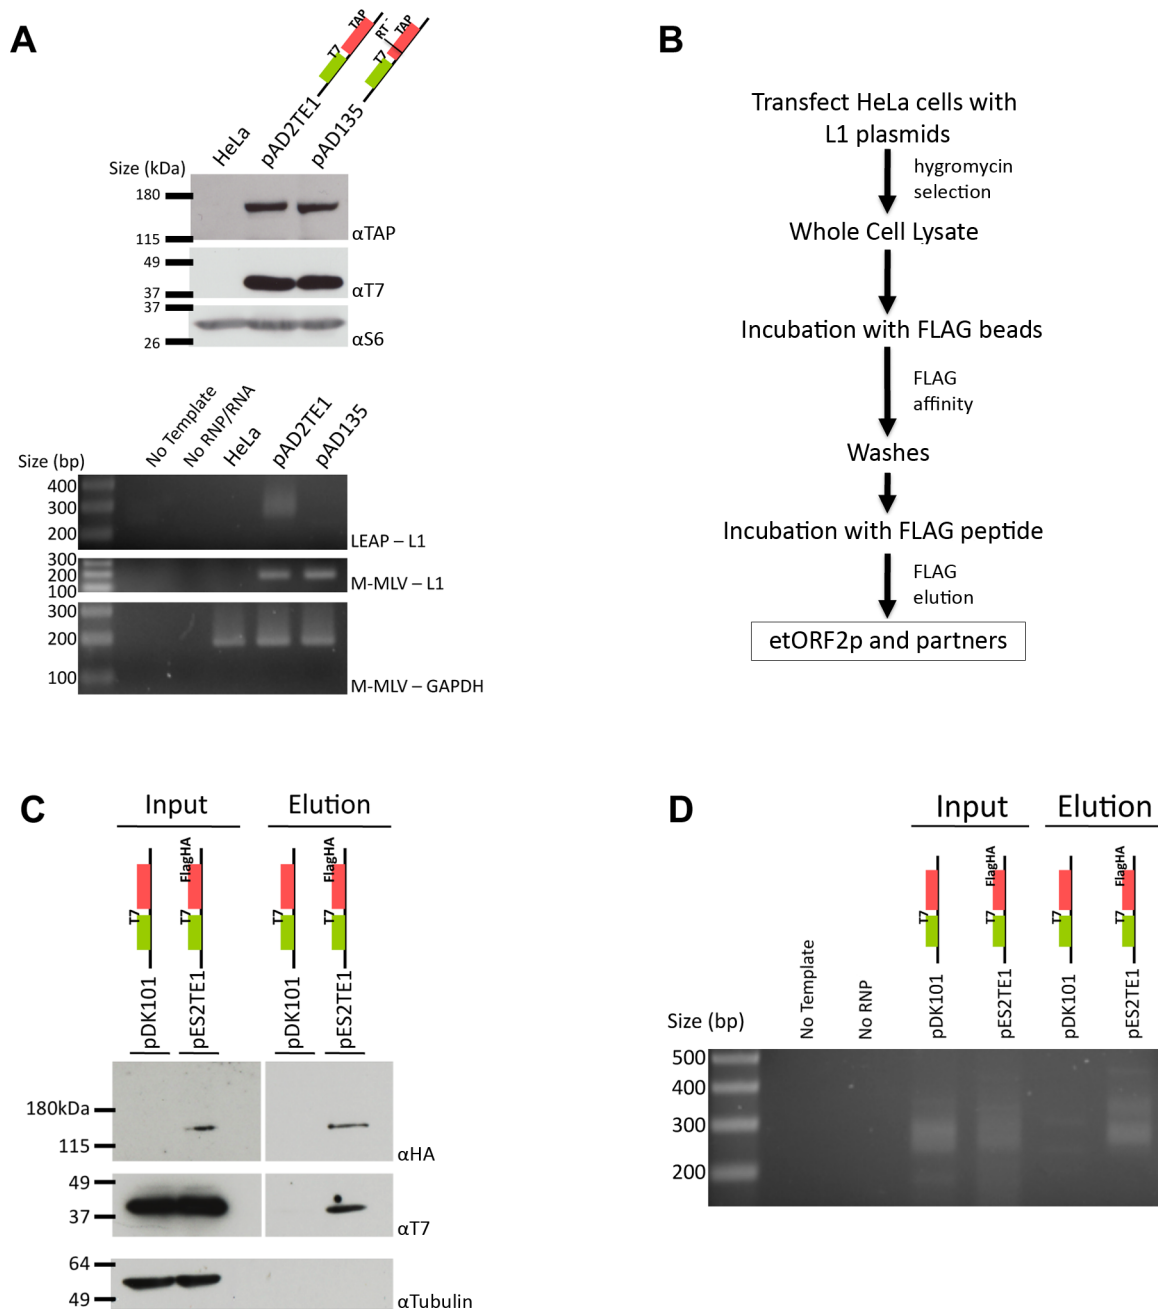 A
T7
TAP
T7
RT-
TAP
HeLa
pAD2TE1
pAD135
Size (kDa)
180
115
αTAP
49
37
αT7
37
26
αS6
No Template
No RNP/RNA
HeLa
pAD2TE1
pAD135
Size (bp)
400
300
200
LEAP – L1
300
200
100
M-MLV – L1
300
200
100
M-MLV – GAPDH
B
Transfect HeLa cells with
L1 plasmids
hygromycin
selection
Whole Cell Lysate
Incubation with FLAG beads
FLAG
affinity
Washes
Incubation with FLAG peptide
FLAG
elution
etORF2p and partners
C
Input
Elution
T7
T7
FlagHA
T7
T7
FlagHA
pDK101
pES2TE1
pDK101
pES2TE1
180kDa
115
αHA
49
37
αT7
64
49
αTubulin
D
Input
Elution
T7
T7
FlagHA
T7
T7
FlagHA
No Template
No RNP
pDK101
pES2TE1
pDK101
pES2TE1
Size (bp)
500
400
300
200